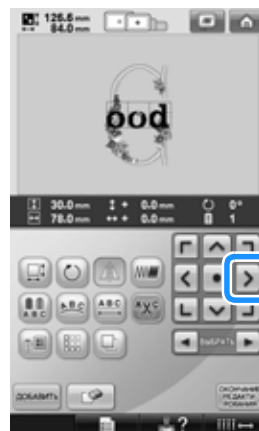 126.6 mm
84.0 mm
ood
30.0 mm + 0.0 mm 0°
78.0 mm + 0.0 mm 1
ABC ABC ABC ABC
ВЫБРАТЬ
ДОБАВИТЬ
ОКОНЧАНИЕ
РЕДАКТИ-
РОВАНИЯ
?